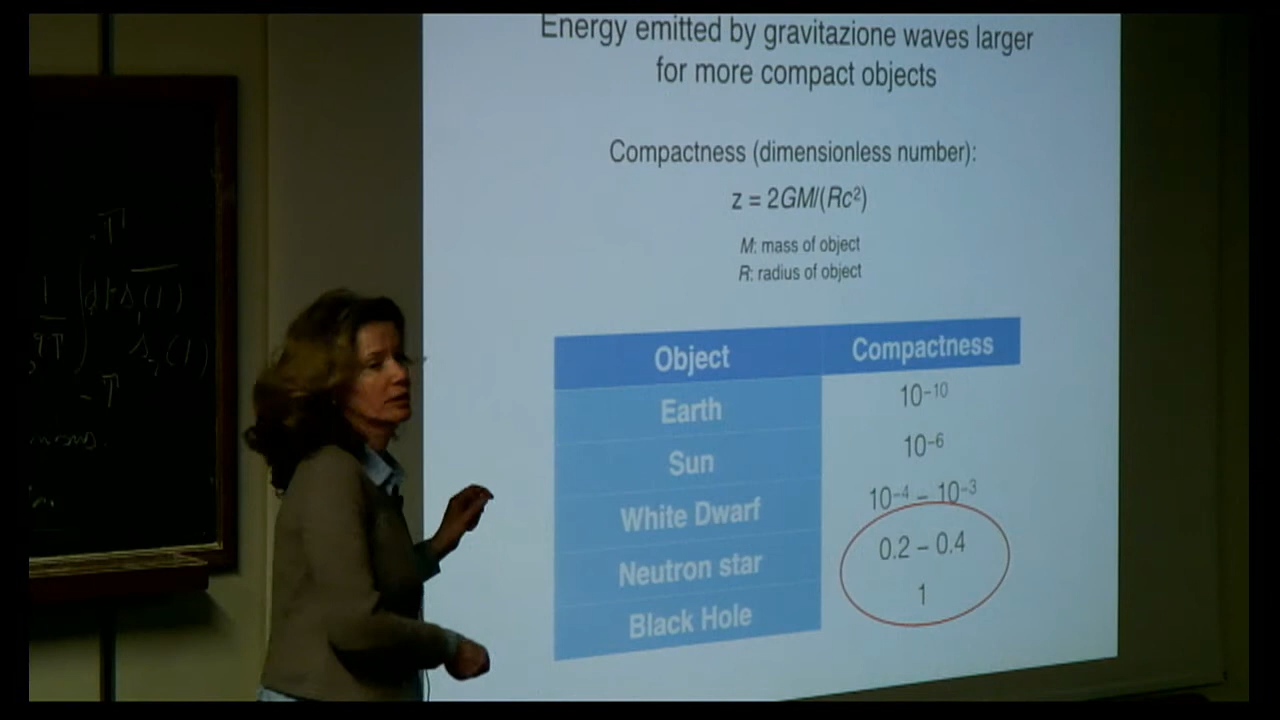 Energy emitted by gravitazione waves larger
for more compact objects
Compactness (dimensionless number):
z = 2GM/(Rc²)
M: mass of object
R: radius of object
Object Compactness
Earth 10⁻¹⁰
Sun 10⁻⁶
White Dwarf 10⁻⁴ – 10⁻³
Neutron star 0.2 – 0.4
Black Hole 1